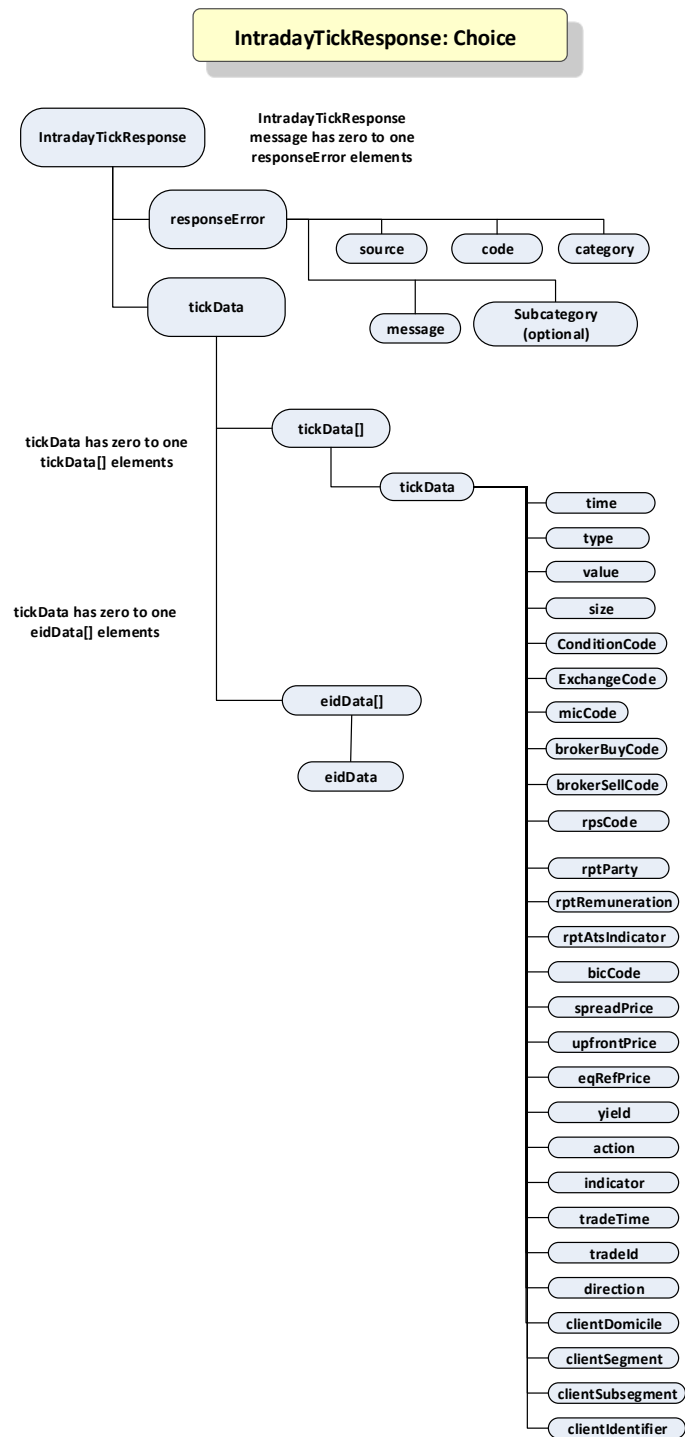 IntradayTickResponse: Choice
IntradayTickResponse
IntradayTickResponse
message has zero to one
responseError elements
responseError
source
code
category
tickData
message
Subcategory
(optional)
tickData has zero to one
tickData[] elements
tickData[]
tickData
time
type
value
size
ConditionCode
ExchangeCode
micCode
brokerBuyCode
brokerSellCode
rpsCode
tickData has zero to one
eidData[] elements
eidData[]
eidData
rptParty
rptRemuneration
rptAtsIndicator
bicCode
spreadPrice
upfrontPrice
eqRefPrice
yield
action
indicator
tradeTime
tradeId
direction
clientDomicile
clientSegment
clientSubsegment
clientIdentifier